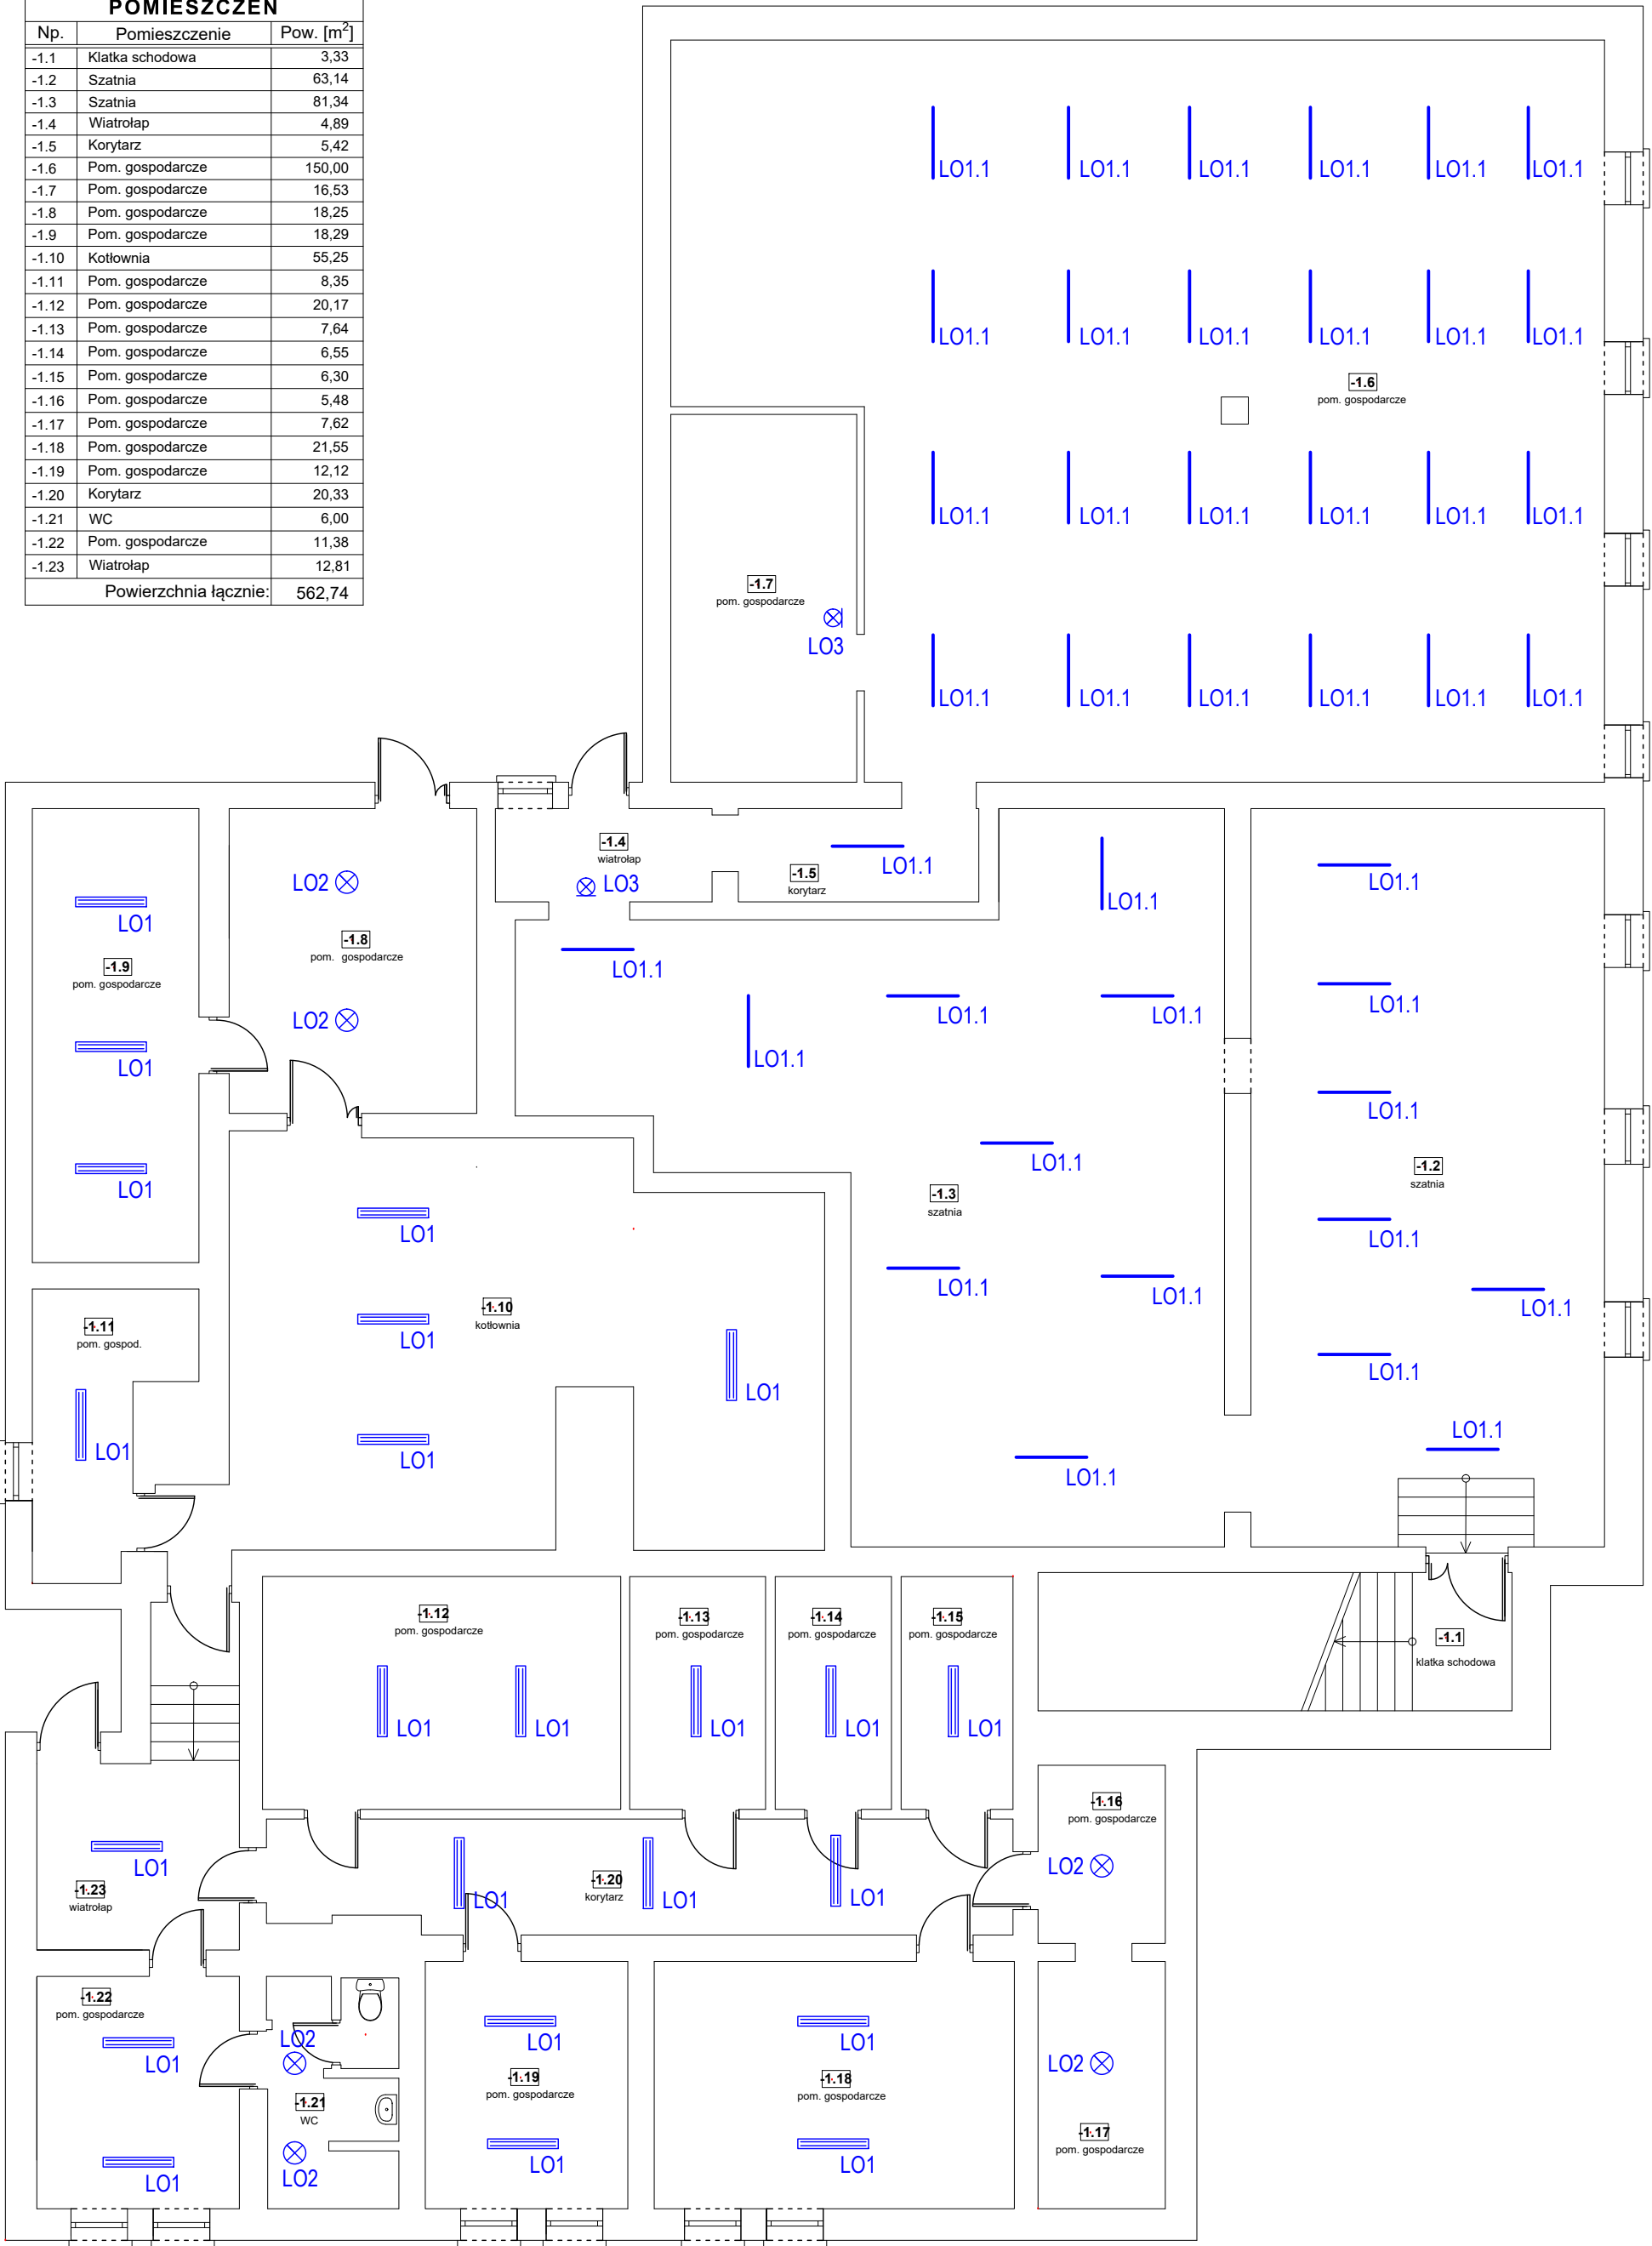 POMIESZCZEŃ
Np. Pomieszczenie Pow. [m²]
-1.1 Klatka schodowa 3,33
-1.2 Szatnia 63,14
-1.3 Szatnia 81,34
-1.4 Wiatrołap 4,89
-1.5 Korytarz 5,42
-1.6 Pom. gospodarcze 150,00
-1.7 Pom. gospodarcze 16,53
-1.8 Pom. gospodarcze 18,25
-1.9 Pom. gospodarcze 18,29
-1.10 Kotłownia 55,25
-1.11 Pom. gospodarcze 8,35
-1.12 Pom. gospodarcze 20,17
-1.13 Pom. gospodarcze 7,64
-1.14 Pom. gospodarcze 6,55
-1.15 Pom. gospodarcze 6,30
-1.16 Pom. gospodarcze 5,48
-1.17 Pom. gospodarcze 7,62
-1.18 Pom. gospodarcze 21,55
-1.19 Pom. gospodarcze 12,12
-1.20 Korytarz 20,33
-1.21 WC 6,00
-1.22 Pom. gospodarcze 11,38
-1.23 Wiatrołap 12,81
Powierzchnia łącznie: 562,74
LO1.1 LO1.1 LO1.1 LO1.1 LO1.1 LO1.1
LO1.1 LO1.1 LO1.1 LO1.1 LO1.1 LO1.1
-1.6
pom. gospodarcze
LO1.1 LO1.1 LO1.1 LO1.1 LO1.1 LO1.1
-1.7
pom. gospodarcze
LO3
LO1.1 LO1.1 LO1.1 LO1.1 LO1.1 LO1.1
-1.4
wiatrołap
LO3
-1.5
korytarz
LO1.1
LO2
-1.8
pom. gospodarcze
LO2
LO1
-1.9
pom. gospodarcze
LO1
LO1
LO1.1
LO1.1
LO1.1
LO1.1
LO1.1
LO1.1
-1.3
szatnia
LO1.1
LO1.1
LO1.1
LO1.1
LO1.1
LO1.1
-1.2
szatnia
LO1.1
LO1.1
LO1.1
LO1.1
LO1
-1.10
kotłownia
LO1
LO1
LO1
-1.11
pom. gospod.
LO1
-1.12
pom. gospodarcze
LO1 LO1
-1.13
pom. gospodarcze
LO1
-1.14
pom. gospodarcze
LO1
-1.15
pom. gospodarcze
LO1
-1.1
klatka schodowa
-1.16
pom. gospodarcze
LO2
LO1
-1.23
wiatrołap
LO1
-1.20
korytarz
LO1
LO1
-1.22
pom. gospodarcze
LO1
LO1
LO2
-1.21
WC
LO2
LO1
-1.19
pom. gospodarcze
LO1
LO1
-1.18
pom. gospodarcze
LO1
LO2
-1.17
pom. gospodarcze